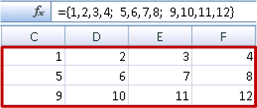 fx ={1,2,3,4; 5,6,7,8; 9,10,11,12}
C D E F
1 2 3 4
5 6 7 8
9 10 11 12